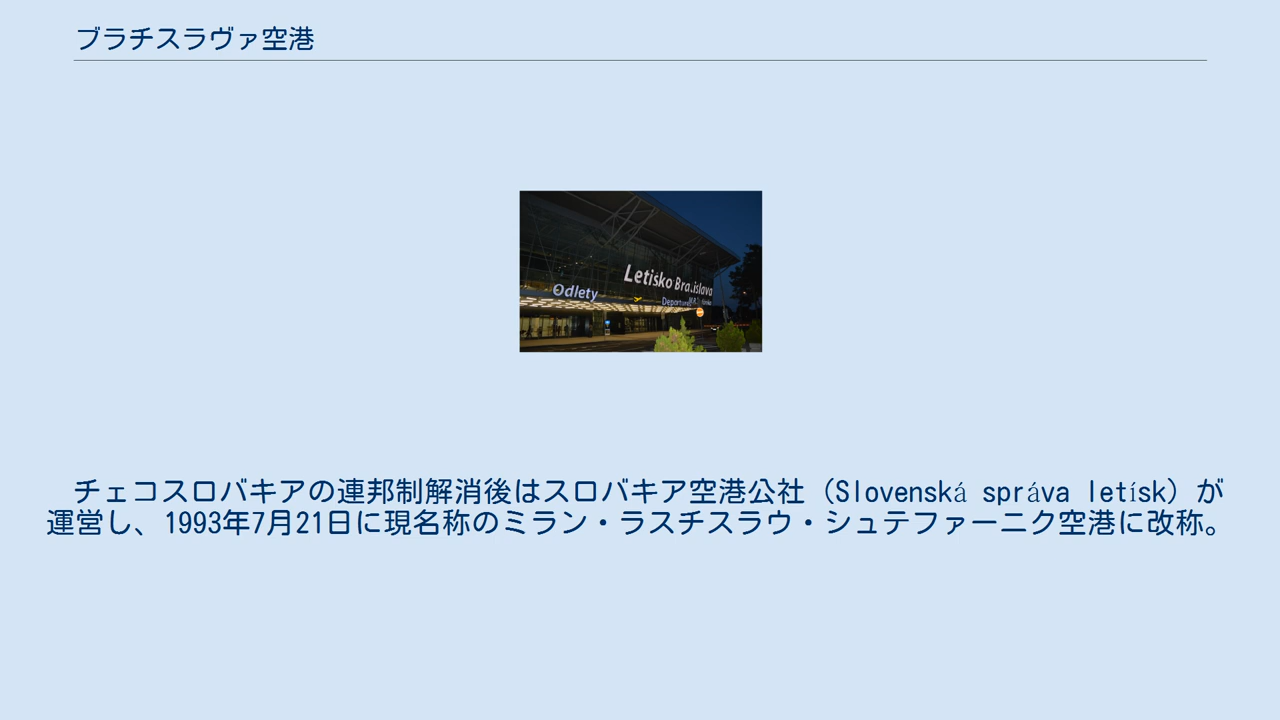 ブラチスラヴァ空港
Letisko Bra.islava
Odlety
Departures
チェコスロバキアの連邦制解消後はスロバキア空港公社（Slovenská správa letísk）が
運営し、1993年7月21日に現名称のミラン・ラスチスラウ・シュテファーニク空港に改称。